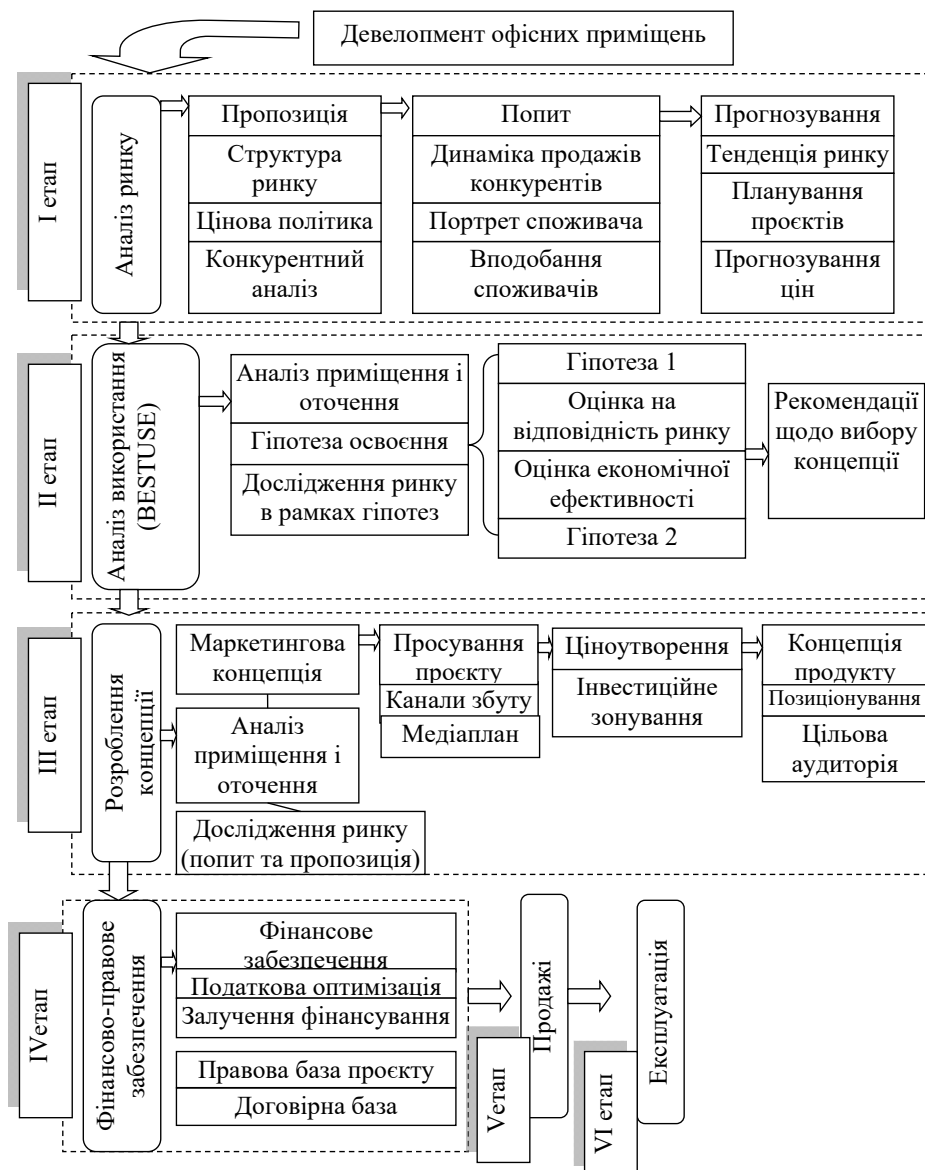 Девелопмент офісних приміщень
І етап
Аналіз ринку
Пропозиція
Структура
ринку
Цінова політика
Конкурентний
аналіз
Попит
Динаміка продажів
конкурентів
Портрет споживача
Вподобання
споживачів
Прогнозування
Тенденція ринку
Планування
проєктів
Прогнозування
цін
ІІ етап
Аналіз використання
(BESTUSE)
Аналіз приміщення і
оточення
Гіпотеза освоєння
Дослідження ринку
в рамках гіпотез
Гіпотеза 1
Оцінка на
відповідність ринку
Оцінка економічної
ефективності
Гіпотеза 2
Рекомендації
щодо вибору
концепції
ІІІ етап
Розроблення
концепції
Маркетингова
концепція
Аналіз
приміщення і
оточення
Дослідження ринку
(попит та пропозиція)
Просування
проєкту
Канали збуту
Медіаплан
Ціноутворення
Інвестиційне
зонування
Концепція
продукту
Позиціонування
Цільова
аудиторія
IVетап
Фінансово-правове
забезпечення
Фінансове
забезпечення
Податкова оптимізація
Залучення фінансування
Правова база проєкту
Договірна база
Vетап
Продажі
VI етап
Експлуатація